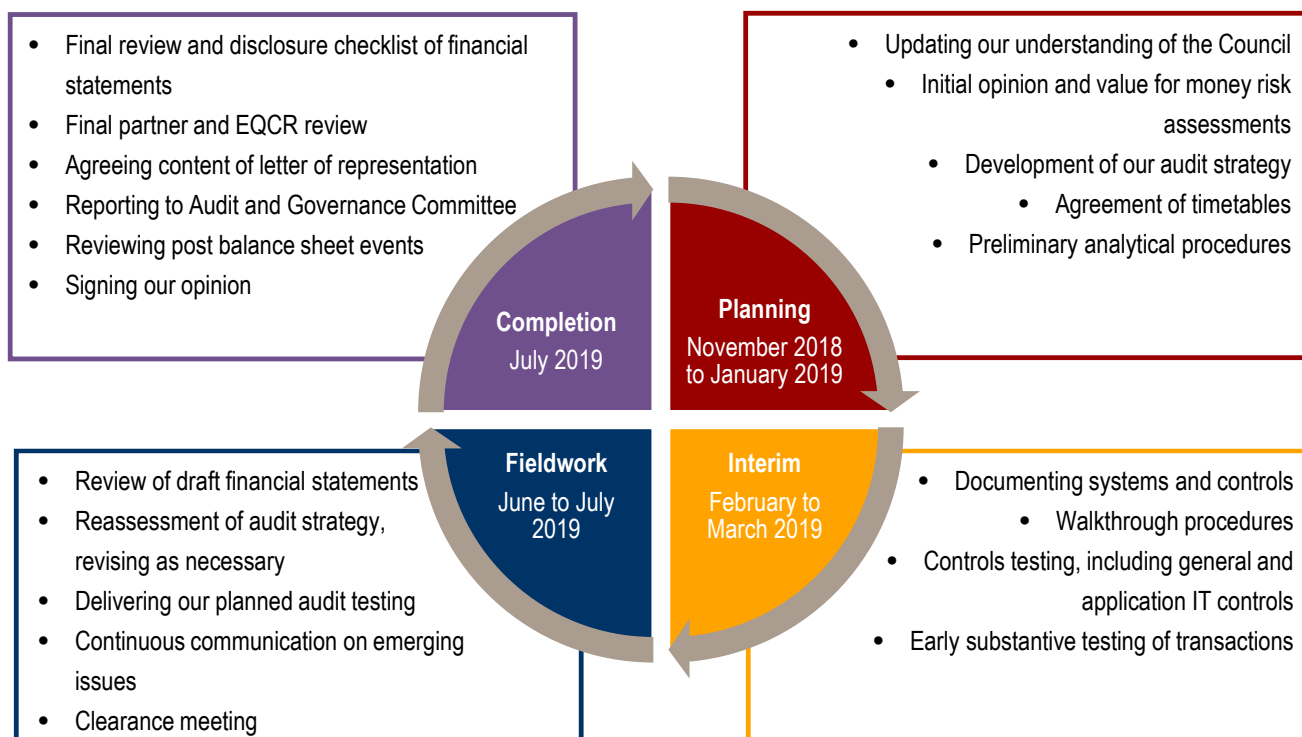 • Final review and disclosure checklist of financial
statements
• Final partner and EQCR review
• Agreeing content of letter of representation
• Reporting to Audit and Governance Committee
• Reviewing post balance sheet events
• Signing our opinion
• Updating our understanding of the Council
• Initial opinion and value for money risk
assessments
• Development of our audit strategy
• Agreement of timetables
• Preliminary analytical procedures
Completion
July 2019
Planning
November 2018
to January 2019
Fieldwork
June to July
2019
Interim
February to
March 2019
• Review of draft financial statements
• Reassessment of audit strategy,
revising as necessary
• Delivering our planned audit testing
• Continuous communication on emerging
issues
• Clearance meeting
• Documenting systems and controls
• Walkthrough procedures
• Controls testing, including general and
application IT controls
• Early substantive testing of transactions